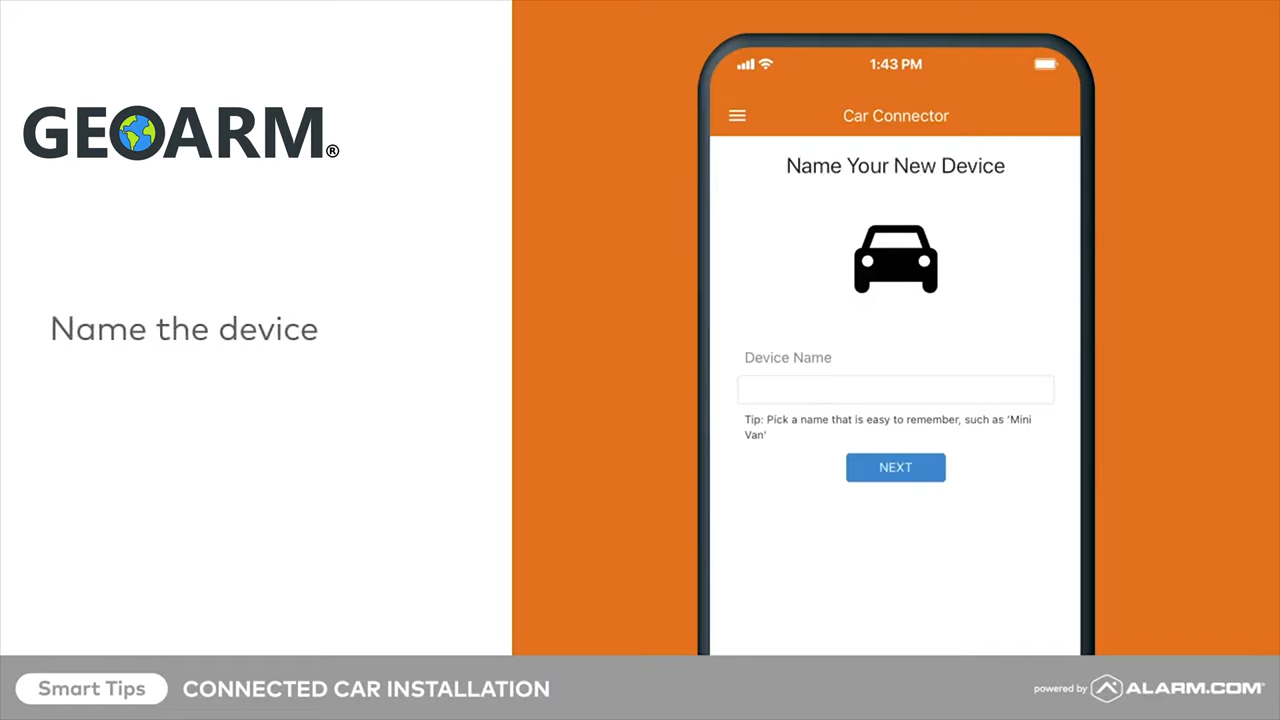 GEOARM®
Name the device
1:43 PM
Car Connector
Name Your New Device
Device Name
Tip: Pick a name that is easy to remember, such as 'Mini
Van'
NEXT
Smart Tips
CONNECTED CAR INSTALLATION
powered by ALARM.COM®